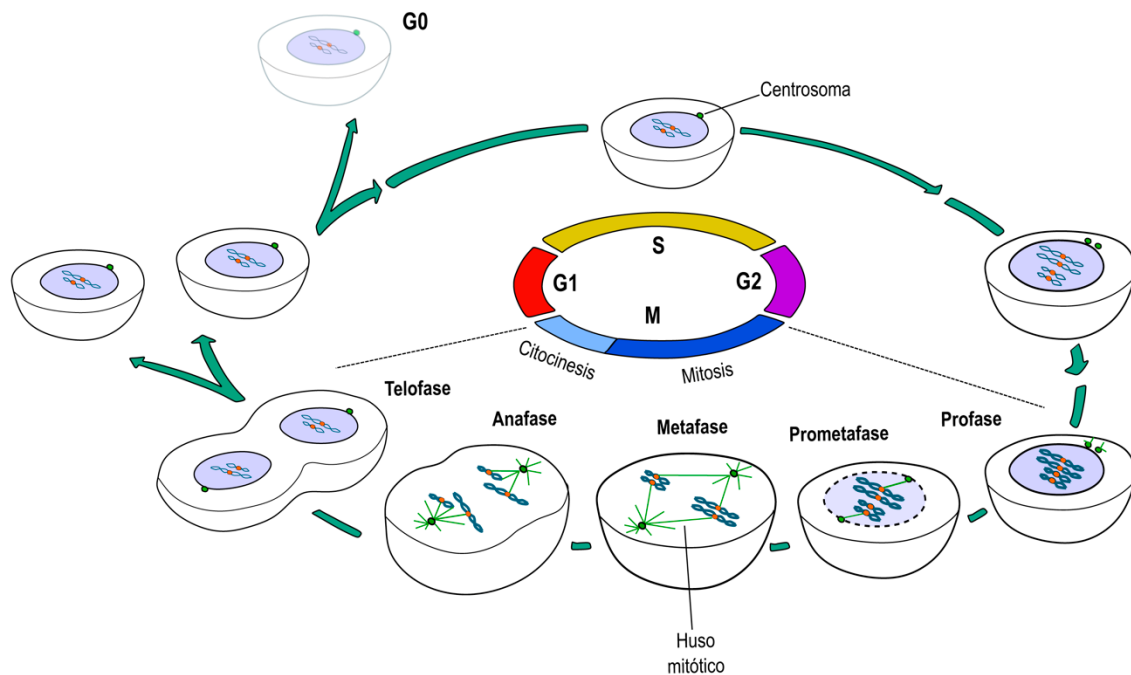 G0
Centrosoma
S
G1
G2
M
Citocinesis
Mitosis
Telofase
Anafase
Metafase
Prometafase
Profase
Huso
mitótico